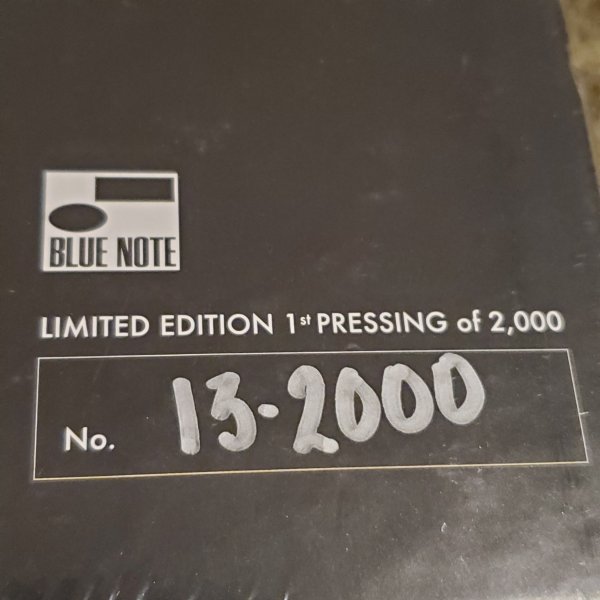 BLUE NOTE
LIMITED EDITION 1st PRESSING of 2,000
No. 13-2000